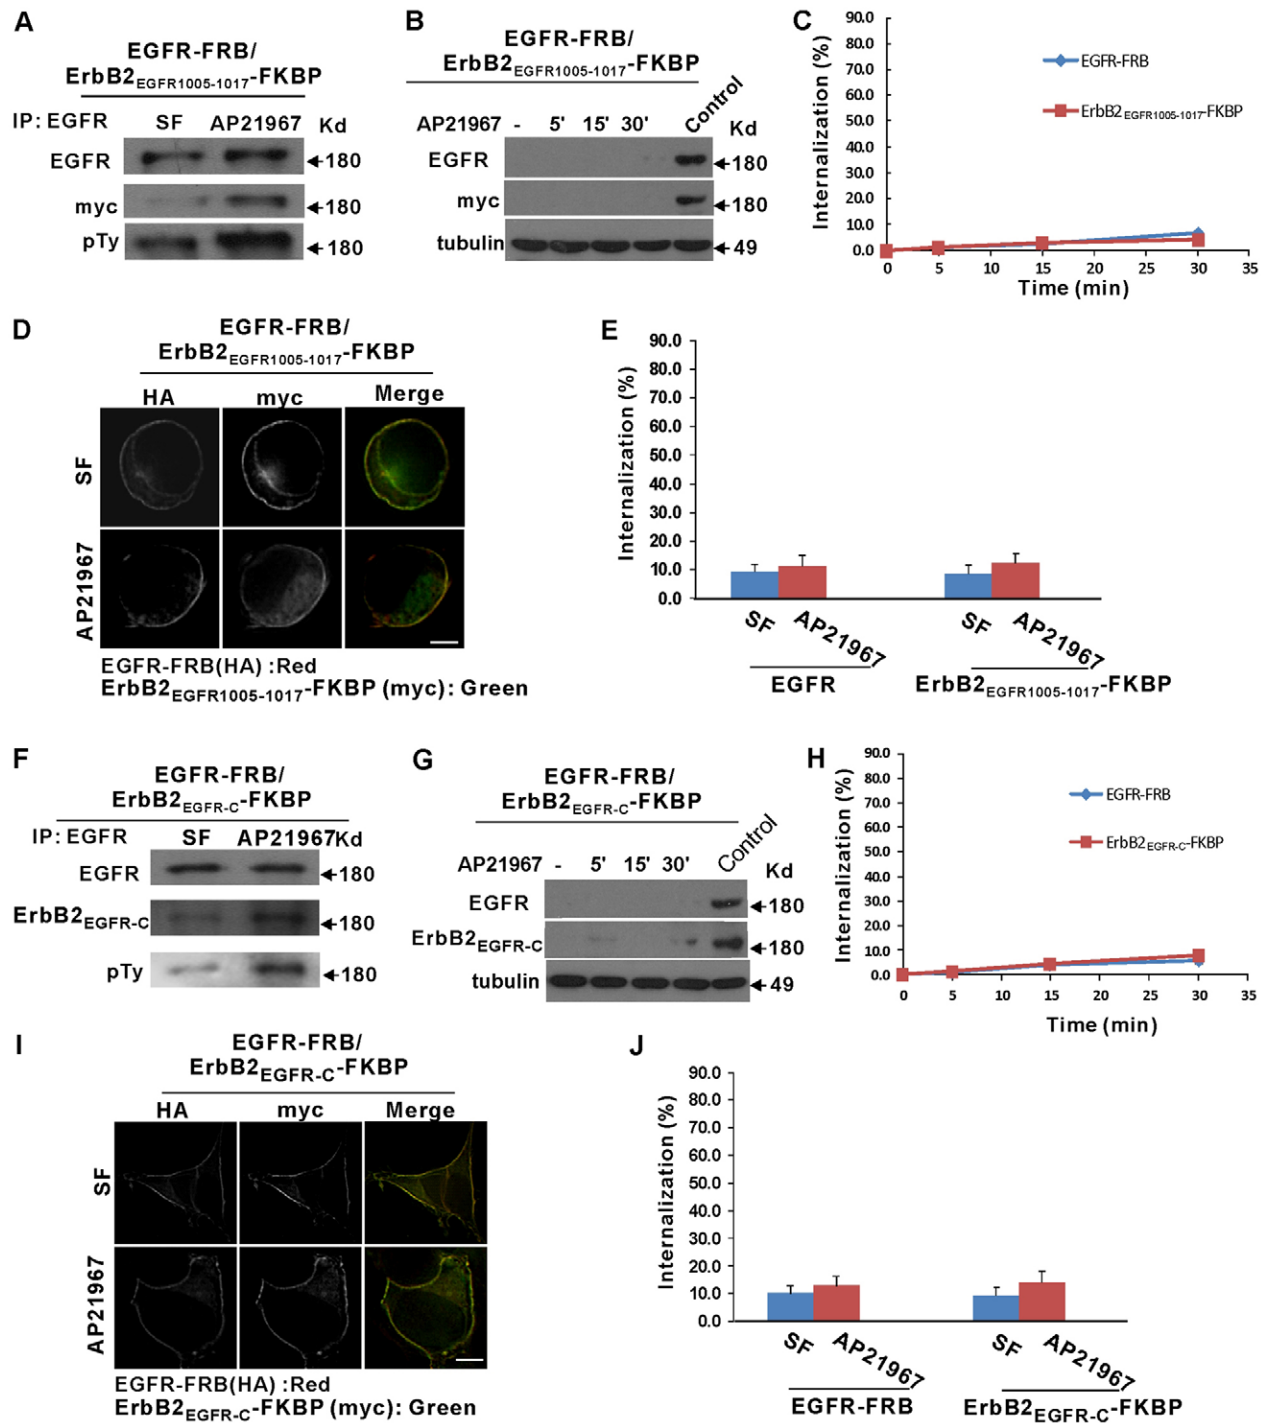 A
EGFR-FRB/
ErbB2EGFR1005-1017-FKBP
IP: EGFR SF AP21967 Kd
EGFR 180
myc 180
pTy 180
B
EGFR-FRB/
ErbB2EGFR1005-1017-FKBP
AP21967 - 5' 15' 30' Control Kd
EGFR 180
myc 180
tubulin 49
C
90.0
80.0
70.0
60.0
50.0
40.0
30.0
20.0
10.0
0.0
Internalization (%)
EGFR-FRB
ErbB2EGFR1005-1017-FKBP
0 5 10 15 20 25 30 35
Time (min)
D
EGFR-FRB/
ErbB2EGFR1005-1017-FKBP
HA myc Merge
SF
AP21967
EGFR-FRB(HA) :Red
ErbB2EGFR1005-1017-FKBP (myc): Green
E
90.0
80.0
70.0
60.0
50.0
40.0
30.0
20.0
10.0
0.0
Internalization (%)
SF AP21967 SF AP21967
EGFR ErbB2EGFR1005-1017-FKBP
F
EGFR-FRB/
ErbB2EGFR-C-FKBP
IP: EGFR SF AP21967 Kd
EGFR 180
ErbB2EGFR-C 180
pTy 180
G
EGFR-FRB/
ErbB2EGFR-C-FKBP
AP21967 - 5' 15' 30' Control Kd
EGFR 180
ErbB2EGFR-C 180
tubulin 49
H
90.0
80.0
70.0
60.0
50.0
40.0
30.0
20.0
10.0
0.0
Internalization (%)
EGFR-FRB
ErbB2EGFR-C-FKBP
0 5 10 15 20 25 30 35
Time (min)
I
EGFR-FRB/
ErbB2EGFR-C-FKBP
HA myc Merge
SF
AP21967
EGFR-FRB(HA) :Red
ErbB2EGFR-C-FKBP (myc): Green
J
90.0
80.0
70.0
60.0
50.0
40.0
30.0
20.0
10.0
0.0
Internalization (%)
SF AP21967 SF AP21967
EGFR-FRB ErbB2EGFR-C-FKBP